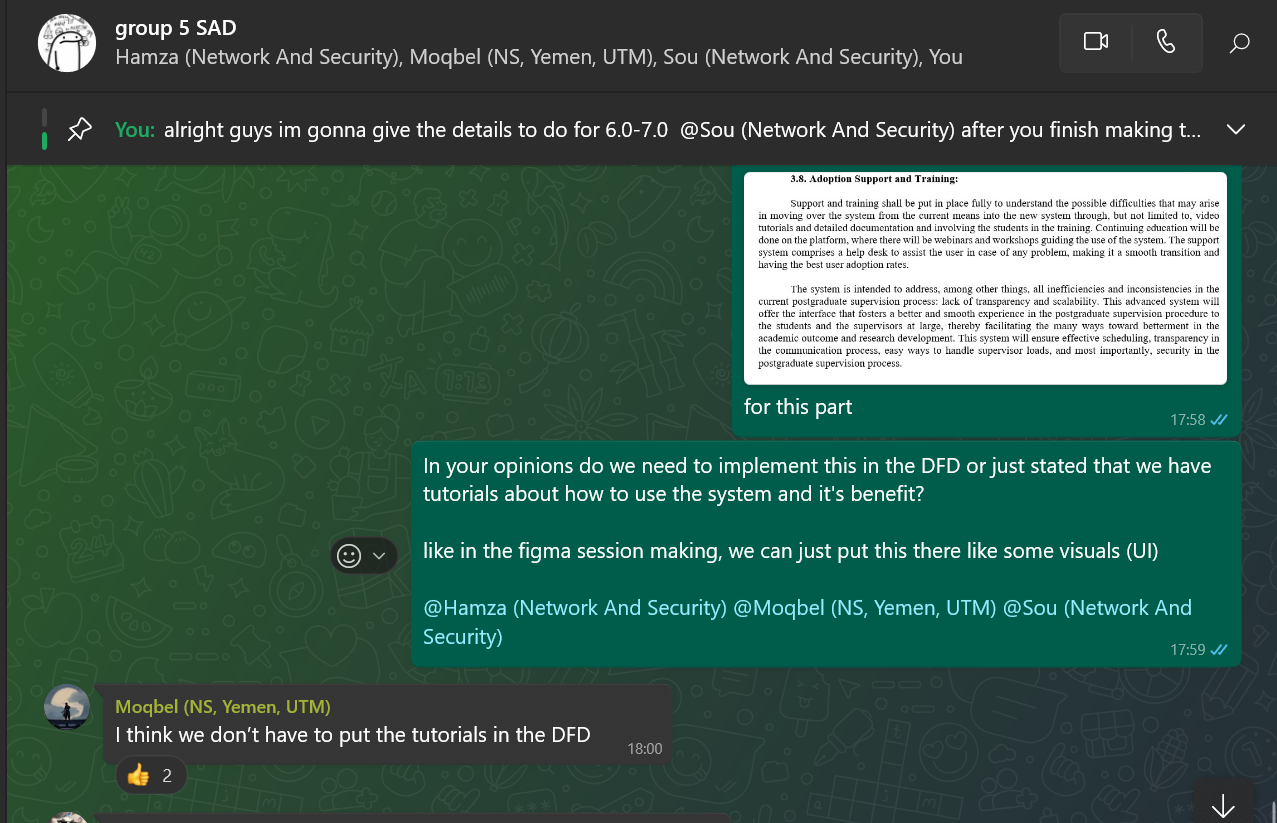 group 5 SAD
Hamza (Network And Security), Moqbel (NS, Yemen, UTM), Sou (Network And Security), You
You: alright guys im gonna give the details to do for 6.0-7.0 @Sou (Network And Security) after you finish making t...
3.8. Adoption Support and Training:
Support and training shall be put in place fully to understand the possible difficulties that may arise
in moving over the system from the current means into the new system through, but not limited to, video
tutorials and detailed documentation and involving the students in the training. Continuing education will be
done on the platform, where there will be webinars and workshops guiding the use of the system. The support
system comprises a help desk to assist the user in case of any problem, making it a smooth transition and
having the best user adoption rates.
The system is intended to address, among other things, all inefficiencies and inconsistencies in the
current postgraduate supervision process: lack of transparency and scalability. This advanced system will
offer the interface that fosters a better and smooth experience in the postgraduate supervision procedure to
the students and the supervisors at large, thereby facilitating the many ways toward betterment in the
academic outcome and research development. This system will ensure effective scheduling, transparency in
the communication process, easy ways to handle supervisor loads, and most importantly, security in the
postgraduate supervision process.
for this part
17:58
In your opinions do we need to implement this in the DFD or just stated that we have
tutorials about how to use the system and it's benefit?
like in the figma session making, we can just put this there like some visuals (UI)
@Hamza (Network And Security) @Moqbel (NS, Yemen, UTM) @Sou (Network And
Security)
17:59
Moqbel (NS, Yemen, UTM)
I think we don't have to put the tutorials in the DFD
18:00
👍 2